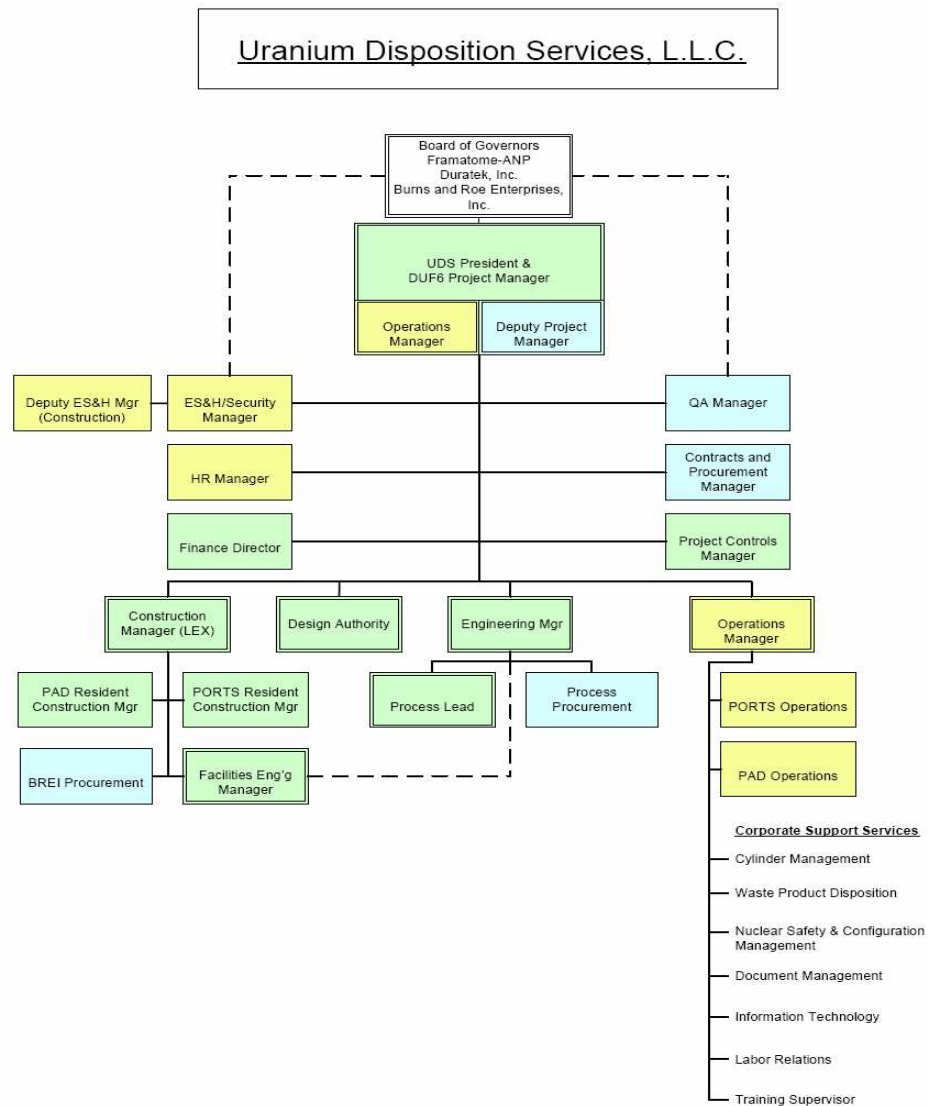 Uranium Disposition Services, L.L.C.
Board of Governors
Framatome-ANP
Duratek, Inc.
Burns and Roe Enterprises,
Inc.
UDS President &
DUF6 Project Manager
Operations
Manager
Deputy Project
Manager
Deputy ES&H Mgr
(Construction)
ES&H/Security
Manager
QA Manager
HR Manager
Contracts and
Procurement
Manager
Finance Director
Project Controls
Manager
Construction
Manager (LEX)
Design Authority
Engineering Mgr
Operations
Manager
PAD Resident
Construction Mgr
PORTS Resident
Construction Mgr
Process Lead
Process
Procurement
PORTS Operations
BREI Procurement
Facilities Eng'g
Manager
PAD Operations
Corporate Support Services
Cylinder Management
Waste Product Disposition
Nuclear Safety & Configuration
Management
Document Management
Information Technology
Labor Relations
Training Supervisor